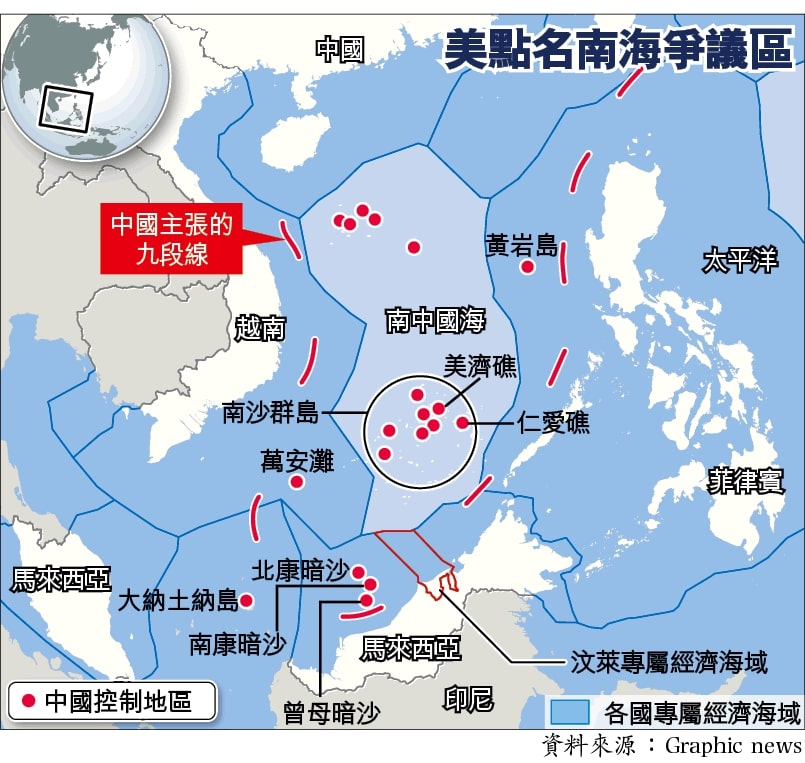 美點名南海爭議區
中國
中國主張的
九段線
黃岩島
太平洋
越南
南中國海
美濟礁
南沙群島
仁愛礁
萬安灘
菲律賓
馬來西亞
北康暗沙
大納土納島
南康暗沙
馬來西亞
汶萊專屬經濟海域
中國控制地區
曾母暗沙
印尼
各國專屬經濟海域
資料來源：Graphic news